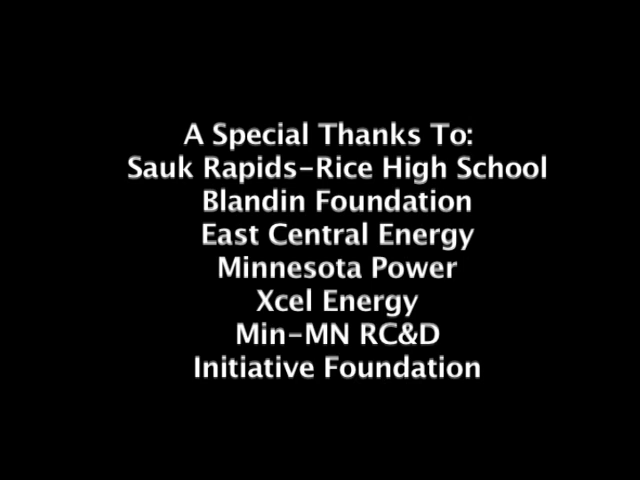 A Special Thanks To:
Sauk Rapids-Rice High School
Blandin Foundation
East Central Energy
Minnesota Power
Xcel Energy
Min-MN RC&D
Initiative Foundation